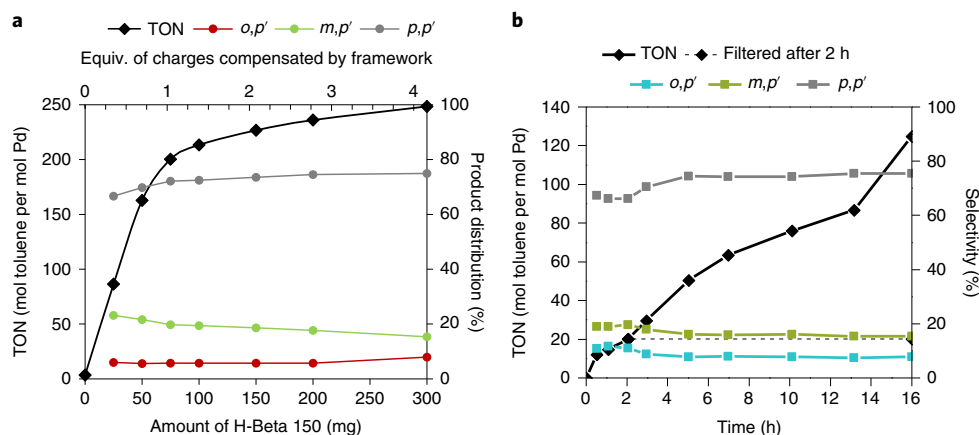 a
TON o,p′ m,p′ p,p′
Equiv. of charges compensated by framework
0 1 2 3 4
250 200 150 100 50 0
TON (mol toluene per mol Pd)
100 80 60 40 20 0
Product distribution (%)
0 50 100 150 200 250 300
Amount of H-Beta 150 (mg)
b
TON Filtered after 2 h
o,p′ m,p′ p,p′
140 120 100 80 60 40 20 0
TON (mol toluene per mol Pd)
100 80 60 40 20 0
Selectivity (%)
0 2 4 6 8 10 12 14 16
Time (h)